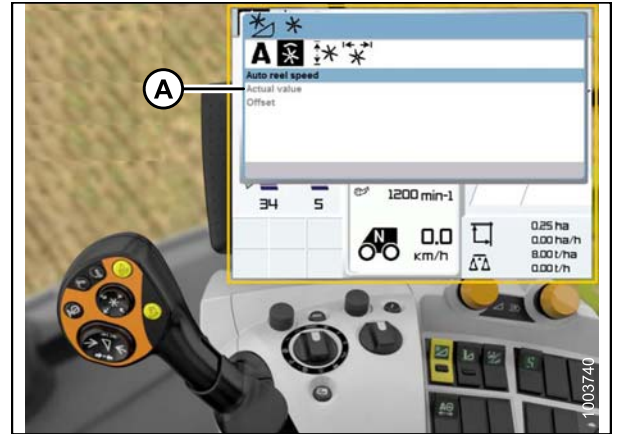 A
Auto reel speed
Actual value
Offset
A
34 5
1200 min-1
N
0.0
km/h
0.25 ha
0.00 ha/h
8.00 t/ha
0.00 t/h
1003740